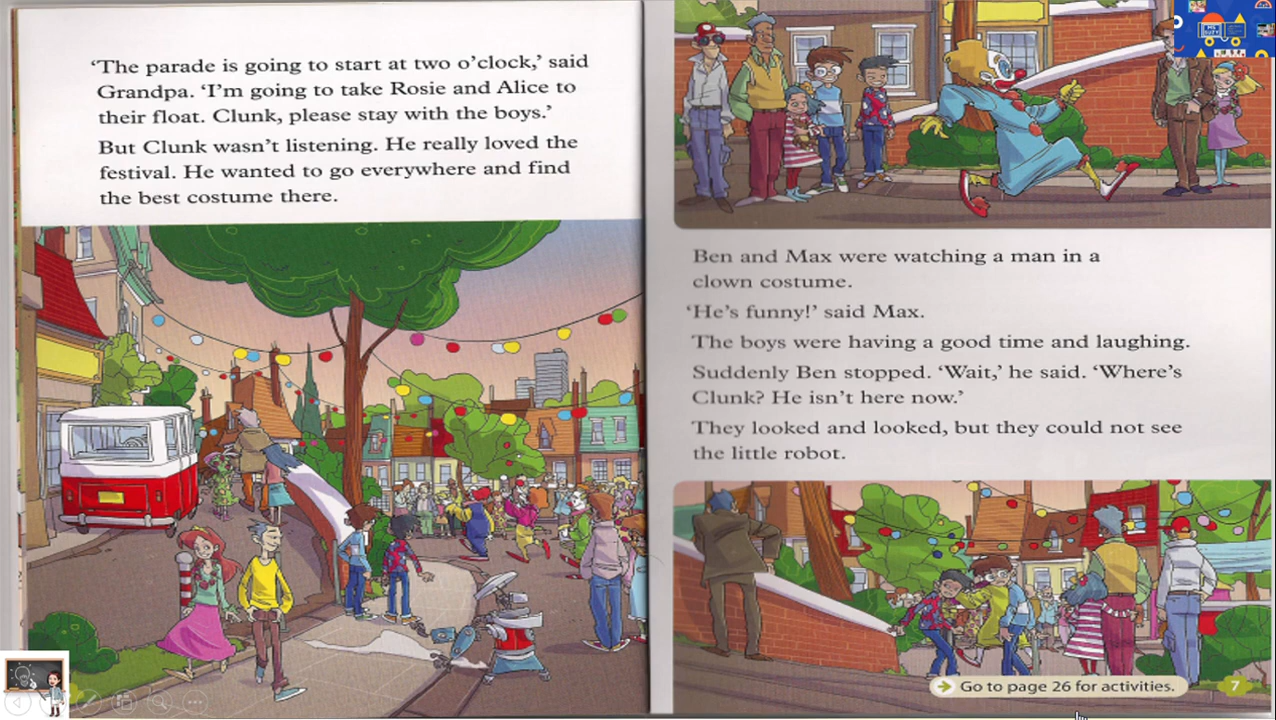 ‘The parade is going to start at two o’clock,’ said
Grandpa. ‘I’m going to take Rosie and Alice to
their float. Clunk, please stay with the boys.’
But Clunk wasn’t listening. He really loved the
festival. He wanted to go everywhere and find
the best costume there.
Ben and Max were watching a man in a
clown costume.
‘He’s funny!’ said Max.
The boys were having a good time and laughing.
Suddenly Ben stopped. ‘Wait,’ he said. ‘Where’s
Clunk? He isn’t here now.’
They looked and looked, but they could not see
the little robot.
Go to page 26 for activities.
7